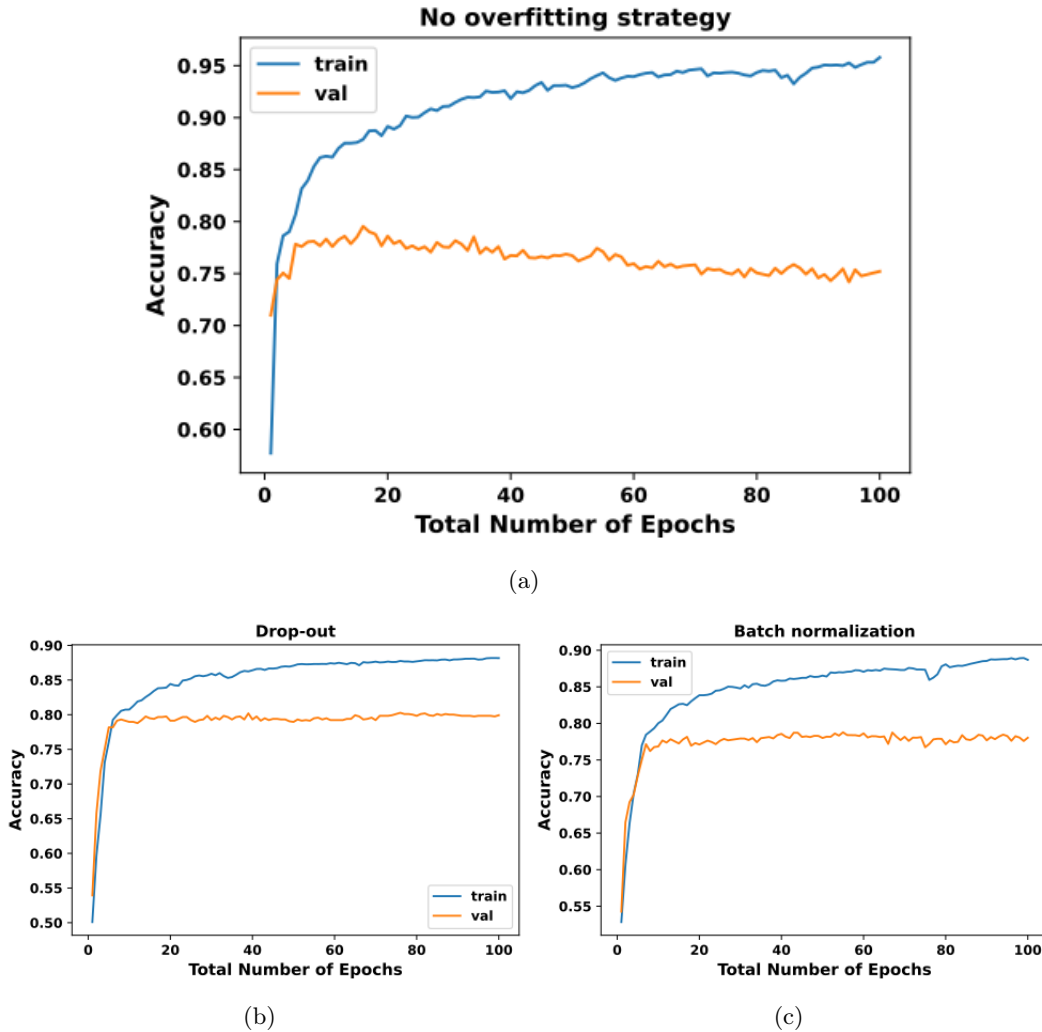 No overfitting strategy
train
val
0.95
0.90
0.85
0.80
0.75
0.70
0.65
0.60
Accuracy
0 20 40 60 80 100
Total Number of Epochs
(a)
Drop-out
0.90
0.85
0.80
0.75
0.70
0.65
0.60
0.55
0.50
Accuracy
train
val
0 20 40 60 80 100
Total Number of Epochs
(b)
Batch normalization
train
val
0.90
0.85
0.80
0.75
0.70
0.65
0.60
0.55
Accuracy
0 20 40 60 80 100
Total Number of Epochs
(c)